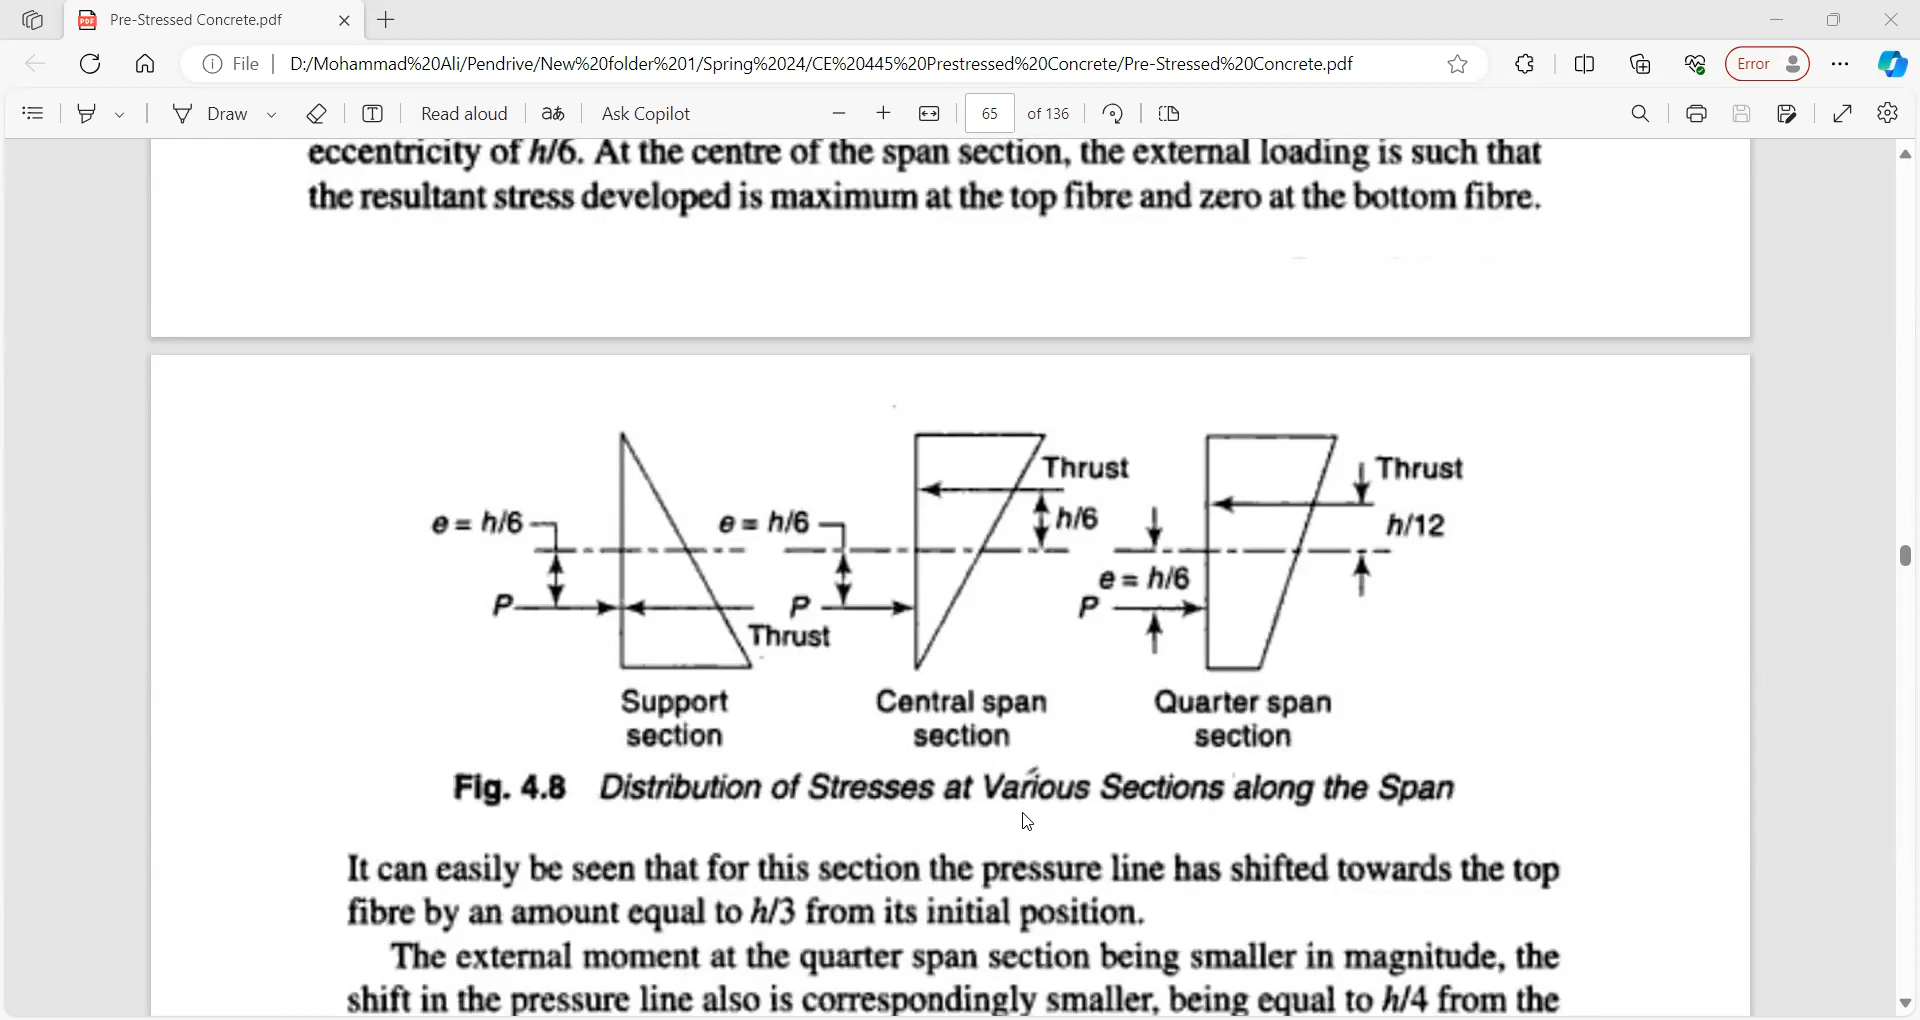 Pre-Stressed Concrete.pdf
File
D:/Mohammad%20Ali/Pendrive/New%20folder%201/Spring%2024/CE%20445%20Prestressed%20Concrete/Pre-Stressed%20Concrete.pdf
Error
Draw
Read aloud
aあ
Ask Copilot
65
of 136
eccentricity of h/6. At the centre of the span section, the external loading is such that
the resultant stress developed is maximum at the top fibre and zero at the bottom fibre.
Thrust
Thrust
e = h/6
e = h/6
h/6
h/12
e = h/6
P
P
P
Thrust
Support
section
Central span
section
Quarter span
section
Fig. 4.8 Distribution of Stresses at Various Sections along the Span
It can easily be seen that for this section the pressure line has shifted towards the top
fibre by an amount equal to h/3 from its initial position.
The external moment at the quarter span section being smaller in magnitude, the
shift in the pressure line also is correspondingly smaller, being equal to h/4 from the